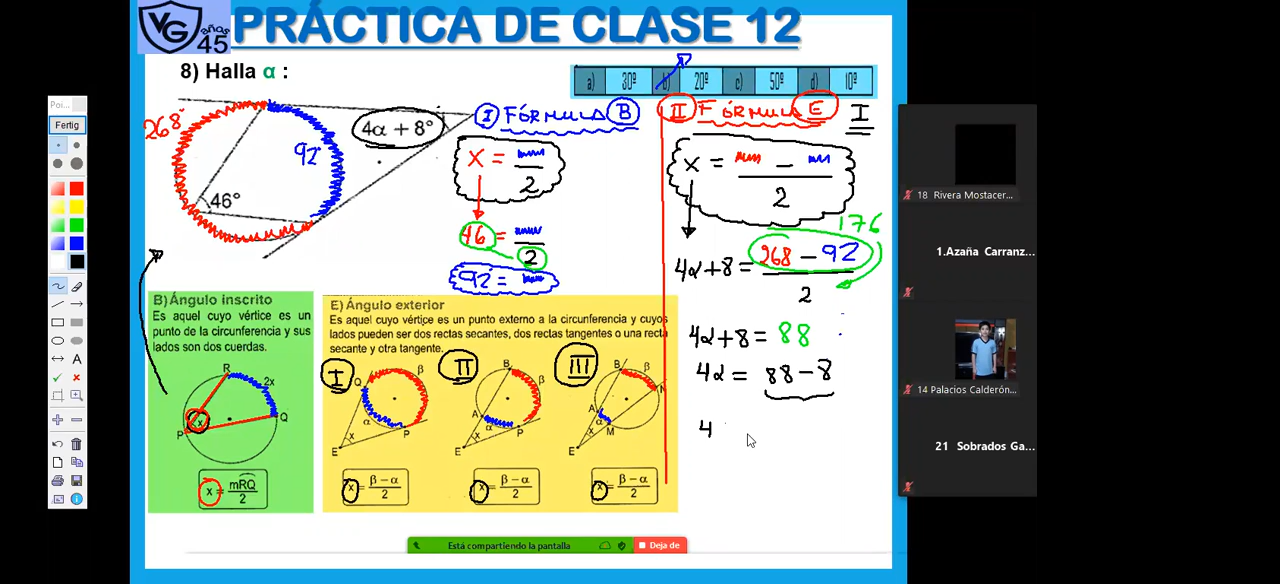 VG
años
45
PRÁCTICA DE CLASE 12
8) Halla α :
a) 30º b) 20º c) 50º d) 10º
Poi...
Fertig
268°
92°
46°
4α + 8°
I FÓRMULA B
X =
2
46 =
2
92 =
II FÓRMULA E I
X = -
2
176
4α+8 = 268 - 92
2
4α+8 = 88
4α = 88 - 8
4
B) Ángulo inscrito
Es aquel cuyo vértice es un
punto de la circunferencia y sus
lados son dos cuerdas.
R
2x
Q
P
x
x = mRQ
2
E) Ángulo exterior
Es aquel cuyo vértice es un punto externo a la circunferencia y cuyos
lados pueden ser dos rectas secantes, dos rectas tangentes o una recta
secante y otra tangente.
I
Q
β
α
x
E
P
x = β – α
2
II
B
β
A
α
x
E
P
x = β – α
2
III
B
β
N
A
α
x
M
E
x = β – α
2
18 Rivera Mostacer...
1.Azaña Carranz...
14 Palacios Calderón...
21 Sobrados Ga...
Está compartiendo la pantalla
Deja de